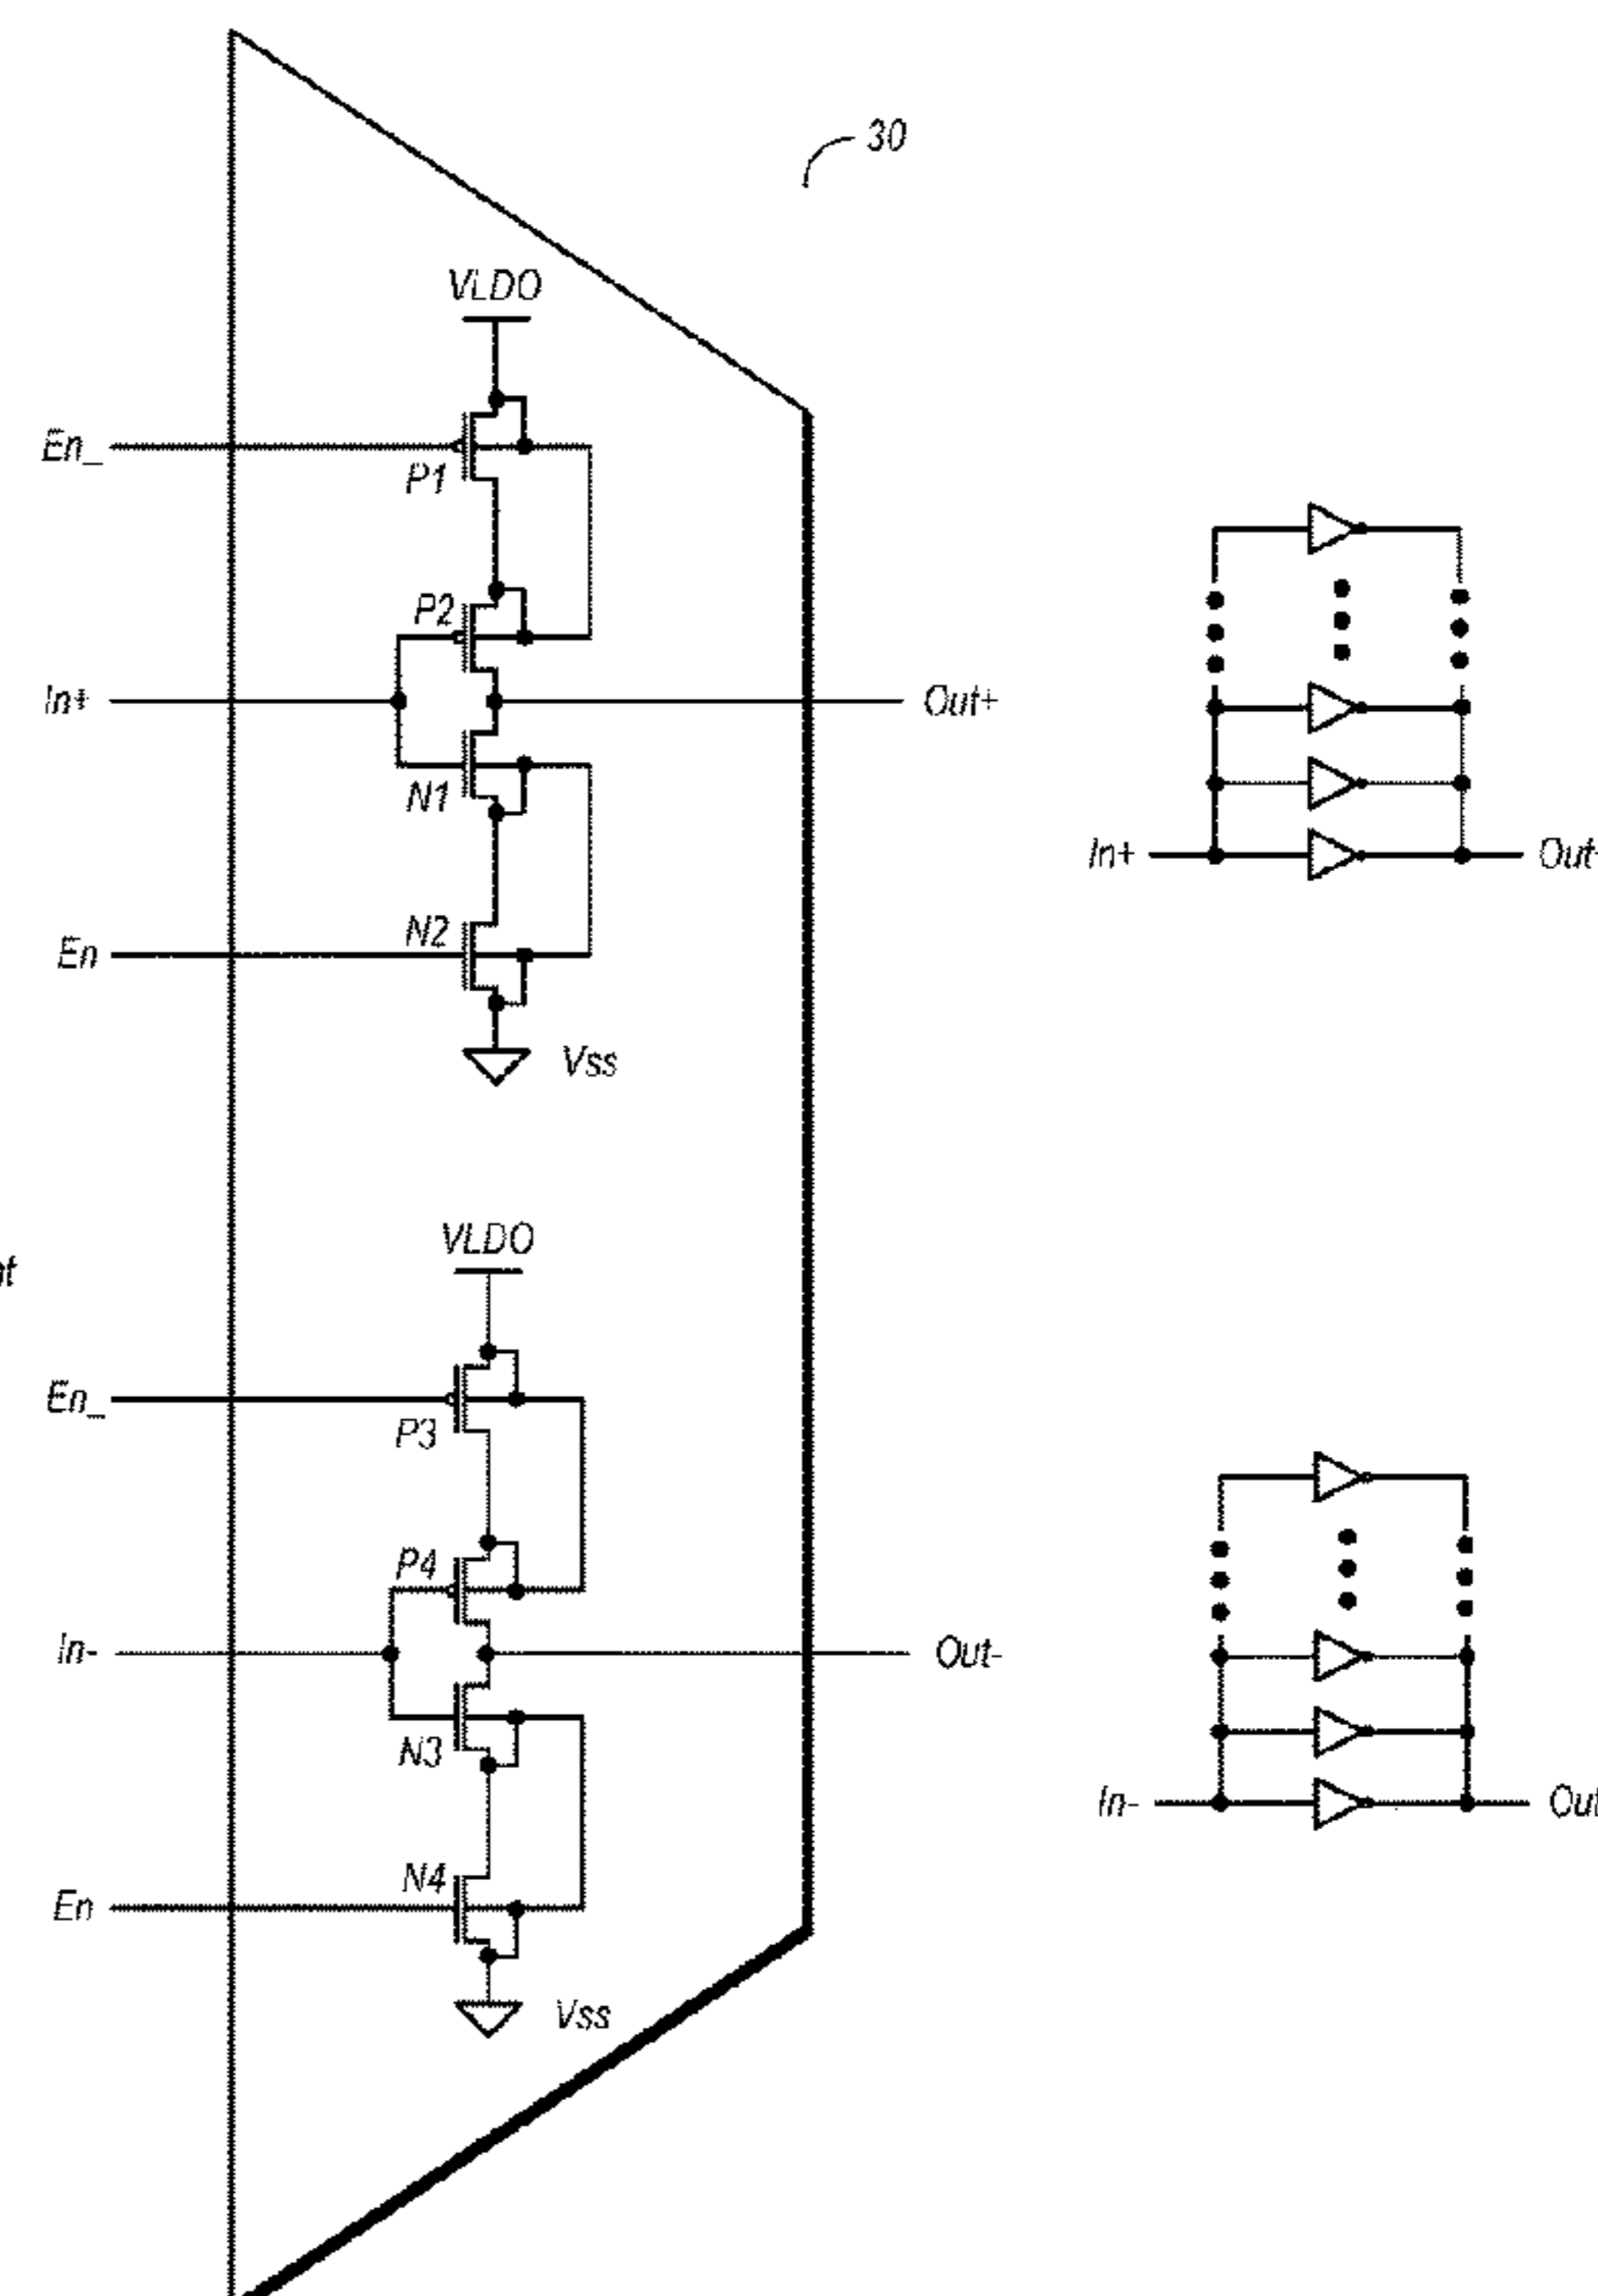 30
VLDO
En_
P1
P2
In+
Out+
N1
N2
En
Vss
In+
VLDO
En_
P3
P4
In-
Out-
N3
N4
En
Vss
In-
Out